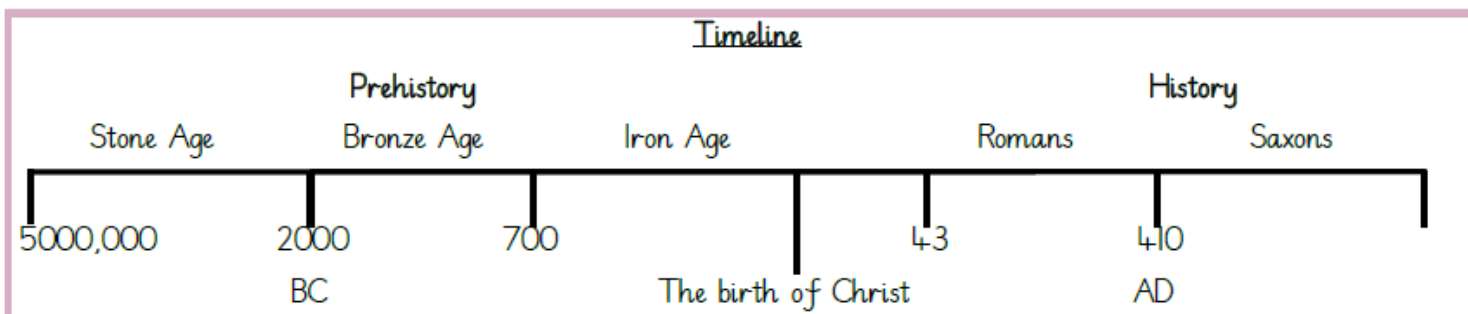 Timeline
Prehistory History
Stone Age Bronze Age Iron Age Romans Saxons
5000,000 2000 700 43 410
BC The birth of Christ AD